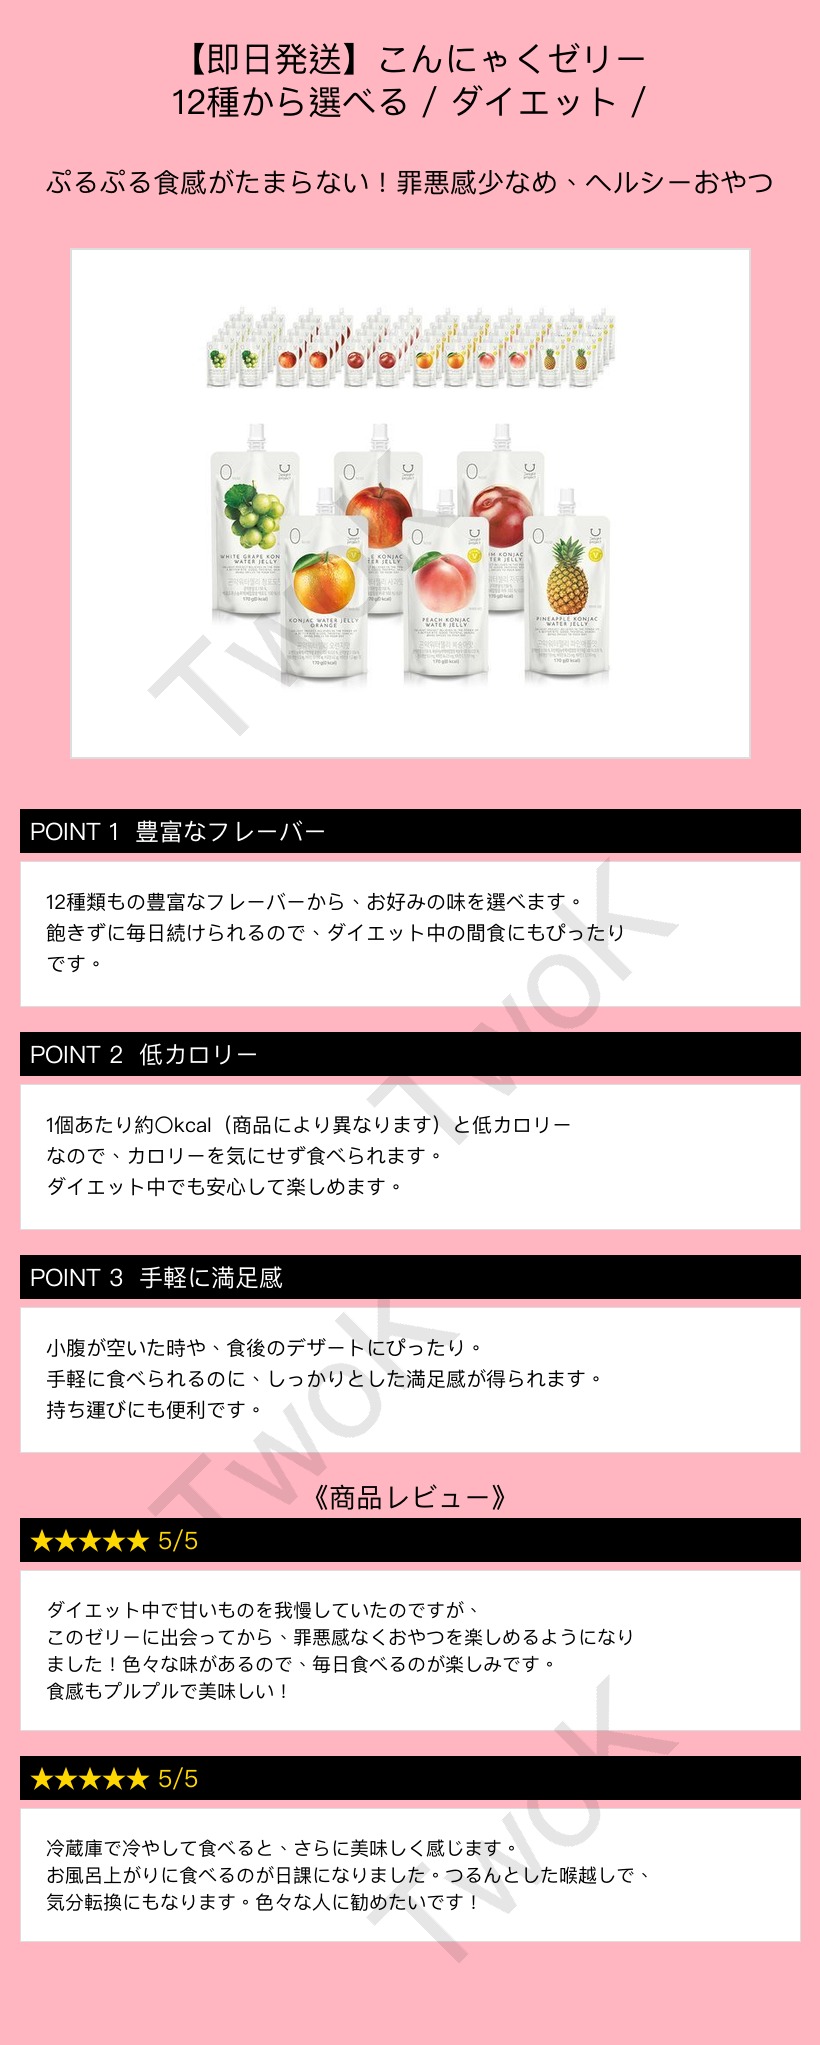 【即日発送】こんにゃくゼリー
12種から選べる / ダイエット /
ぷるぷる食感がたまらない！罪悪感少なめ、ヘルシーおやつ
WHITE GRAPE KON
KONJAC WATER JELLY
ORANGE
170 g(0 kcal)
PEACH KONJAC
WATER JELLY
170 g(0 kcal)
PINEAPPLE KONJAC
WATER JELLY
170 g(0 kcal)
TwoK
POINT 1 豊富なフレーバー
12種類もの豊富なフレーバーから、お好みの味を選べます。
飽きずに毎日続けられるので、ダイエット中の間食にもぴったり
です。
TwoK
POINT 2 低カロリー
1個あたり約〇kcal（商品により異なります）と低カロリー
なので、カロリーを気にせず食べられます。
ダイエット中でも安心して楽しめます。
POINT 3 手軽に満足感
小腹が空いた時や、食後のデザートにぴったり。
手軽に食べられるのに、しっかりとした満足感が得られます。
持ち運びにも便利です。
TwoK
《商品レビュー》
★★★★★ 5/5
ダイエット中で甘いものを我慢していたのですが、
このゼリーに出会ってから、罪悪感なくおやつを楽しめるようになり
ました！色々な味があるので、毎日食べるのが楽しみです。
食感もプルプルで美味しい！
★★★★★ 5/5
冷蔵庫で冷やして食べると、さらに美味しく感じます。
お風呂上がりに食べるのが日課になりました。つるんとした喉越しで、
気分転換にもなります。色々な人に勧めたいです！
TwoK